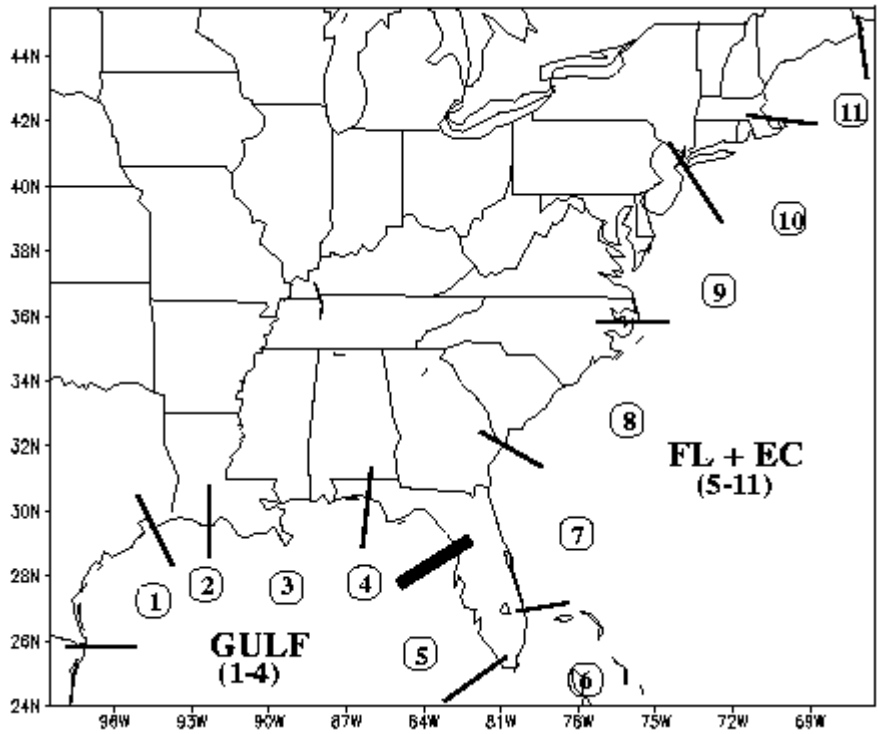 44N
42N
11
40N
10
38N
9
36N
34N
8
32N
FL + EC
(5-11)
30N
7
28N
1
2
3
4
26N
GULF
(1-4)
5
6
24N
96W 93W 90W 87W 84W 81W 78W 75W 72W 69W